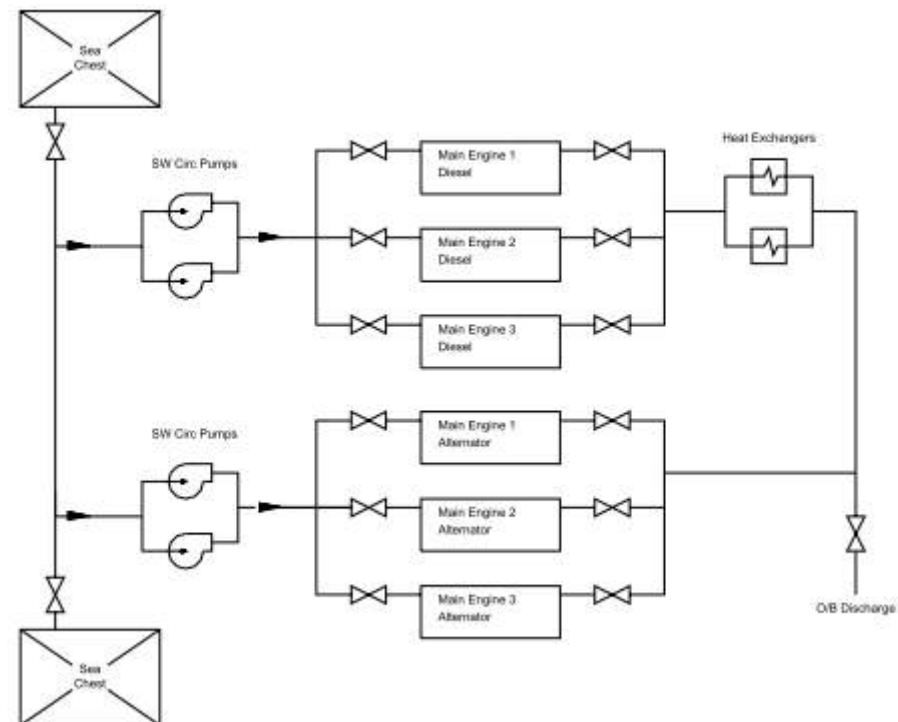 Sea
Chest
SW Circ Pumps
Main Engine 1
Diesel
Heat Exchangers
Main Engine 2
Diesel
Main Engine 3
Diesel
SW Circ Pumps
Main Engine 1
Alternator
Main Engine 2
Alternator
Main Engine 3
Alternator
O/B Discharge
Sea
Chest